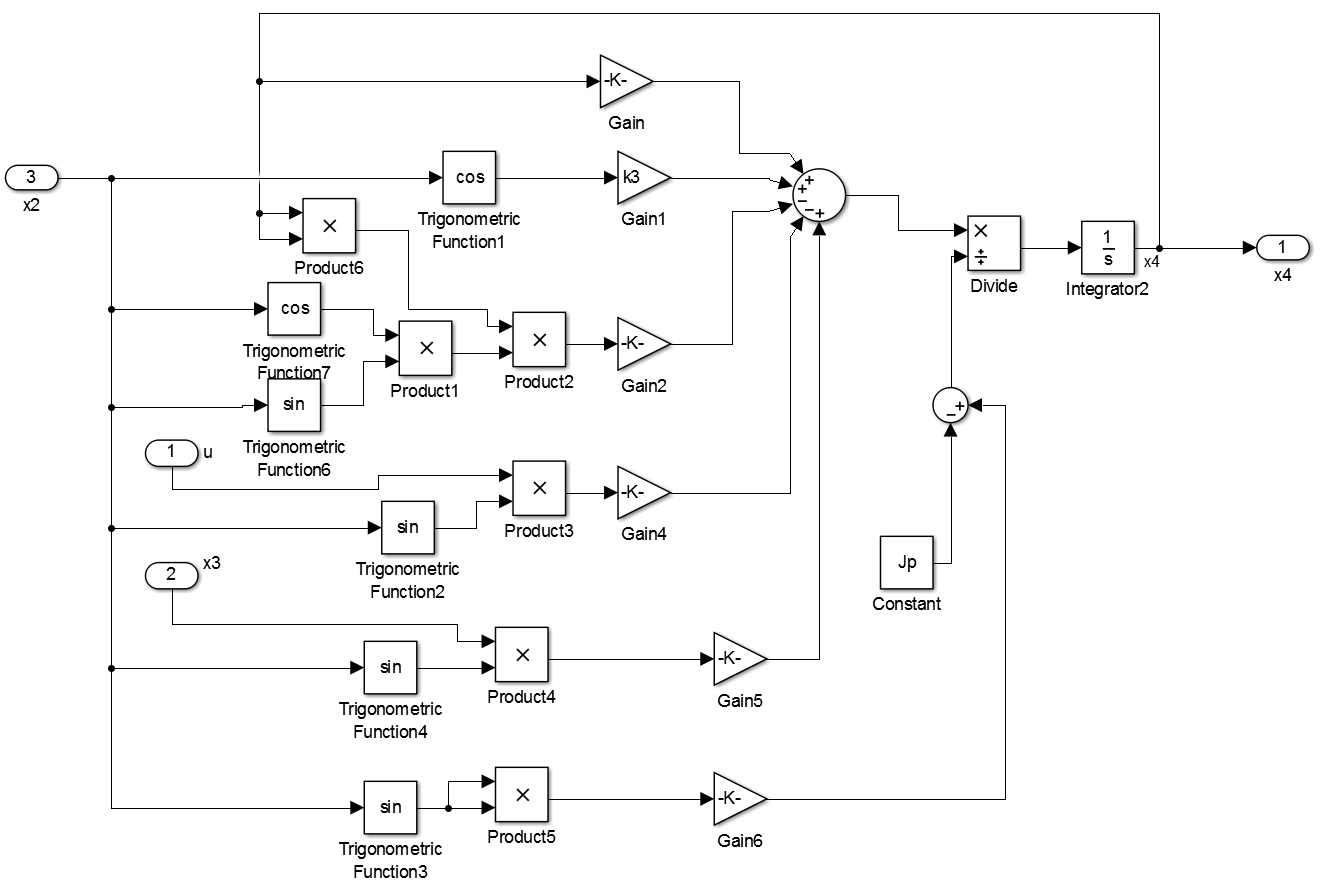 -K-
Gain
3
x2
cos
Trigonometric
Function1
k3
Gain1
+
+
−
−
+
×
Product6
×
÷
Divide
1
s
Integrator2
x4
1
x4
cos
Trigonometric
Function7
×
Product1
×
Product2
-K-
Gain2
sin
Trigonometric
Function6
+
−
1
u
×
Product3
-K-
Gain4
sin
Trigonometric
Function2
2
x3
Jp
Constant
sin
Trigonometric
Function4
×
Product4
-K-
Gain5
sin
Trigonometric
Function3
×
Product5
-K-
Gain6